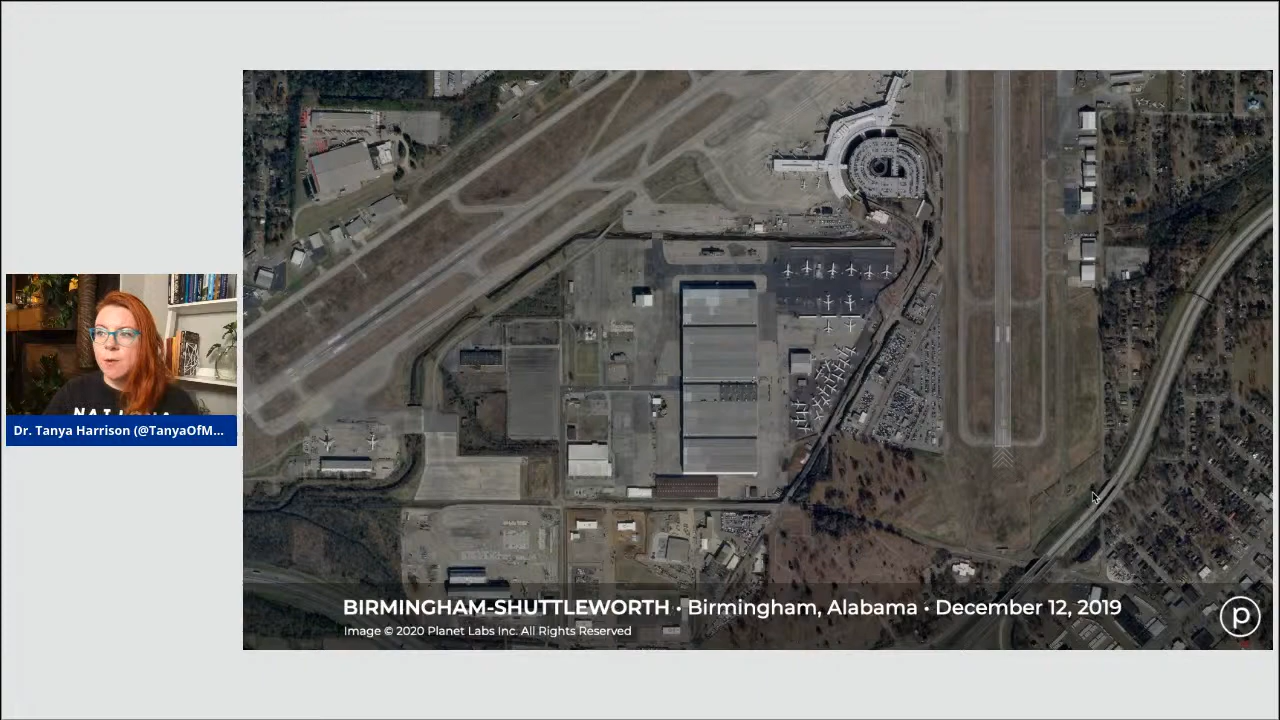 NATIONA
Dr. Tanya Harrison (@TanyaOfM...
BIRMINGHAM-SHUTTLEWORTH • Birmingham, Alabama • December 12, 2019
Image © 2020 Planet Labs Inc. All Rights Reserved
p